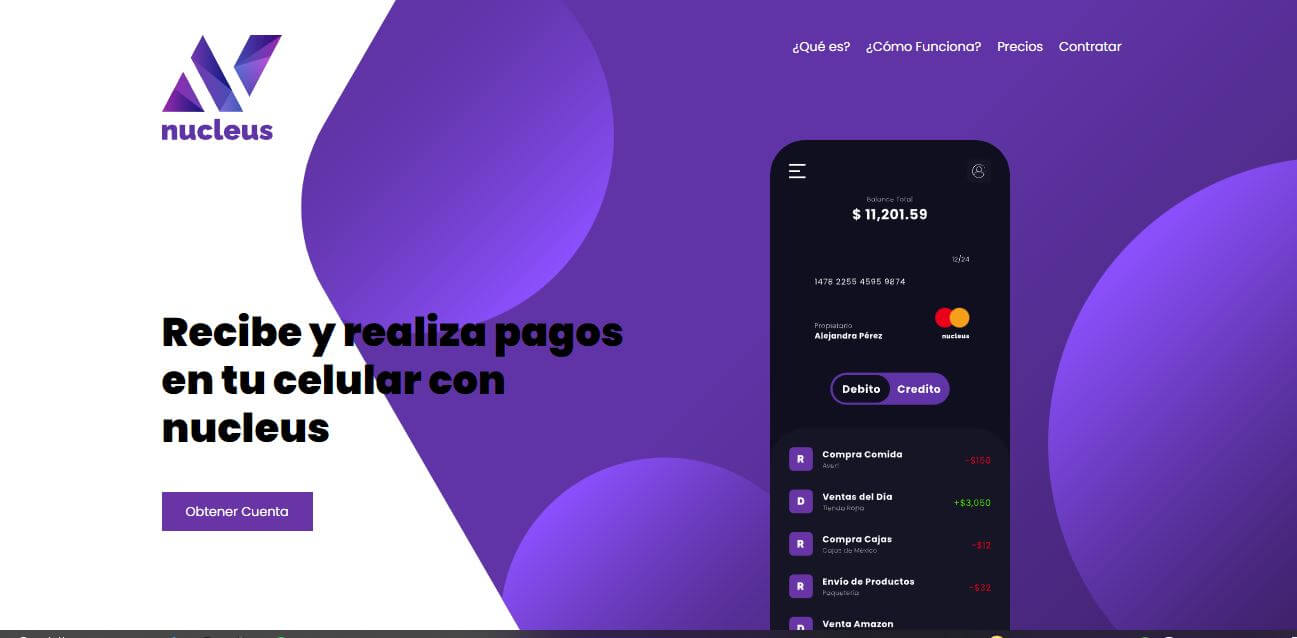 nucleus
¿Qué es? ¿Cómo Funciona? Precios Contratar
Recibe y realiza pagos
en tu celular con
nucleus
Obtener Cuenta
Balance Total
$ 11,201.59
12/24
1478 2255 4595 9874
Propietario
Alejandra Pérez
nucleus
Debito Credito
R Compra Comida -$150
D Ventas del Día +$3,050
Tienda Ropa
R Compra Cajas -$12
Cajas de México
R Envío de Productos -$32
Paquetería
D Venta Amazon